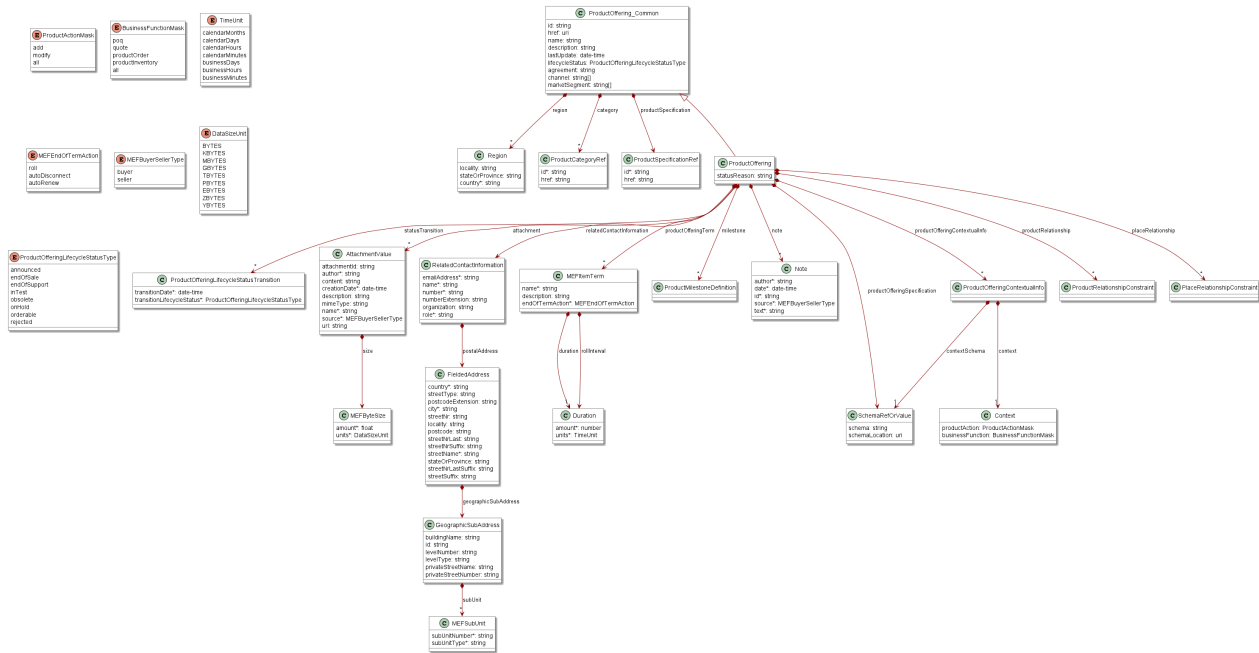 E ProductActionMask
add
modify
all
E BusinessFunctionMask
poq
quote
productOrder
productInventory
all
E TimeUnit
calendarMonths
calendarDays
calendarHours
calendarMinutes
businessDays
businessHours
businessMinutes
C ProductOffering_Common
id: string
href: uri
name: string
description: string
lastUpdate: date-time
lifecycleStatus: ProductOfferingLifecycleStatusType
agreement: string
channel: string[]
marketSegment: string[]
region
category
productSpecification
E MEFEndOfTermAction
roll
autoDisconnect
autoRenew
E MEFBuyerSellerType
buyer
seller
E DataSizeUnit
BYTES
KBYTES
MBYTES
GBYTES
TBYTES
PBYTES
EBYTES
ZBYTES
YBYTES
*
C Region
locality: string
stateOrProvince: string
country*: string
*
C ProductCategoryRef
id*: string
href: string
C ProductSpecificationRef
id*: string
href: string
C ProductOffering
statusReason: string
statusTransition
attachment
relatedContactInformation
productOfferingTerm
milestone
note
productOfferingSpecification
productOfferingContextualInfo
productRelationship
placeRelationship
E ProductOfferingLifecycleStatusType
announced
endOfSale
endOfSupport
inTest
obsolete
onHold
orderable
rejected
*
C ProductOfferingLifecycleStatusTransition
transitionDate*: date-time
transitionLifecycleStatus*: ProductOfferingLifecycleStatusType
*
C AttachmentValue
attachmentId: string
author*: string
content: string
creationDate*: date-time
description: string
mimeType: string
name*: string
source*: MEFBuyerSellerType
url: string
size
C RelatedContactInformation
emailAddress*: string
name*: string
number*: string
numberExtension: string
organization: string
role*: string
postalAddress
*
C MEFItemTerm
name*: string
description: string
endOfTermAction*: MEFEndOfTermAction
duration
rollInterval
*
C ProductMilestoneDefinition
*
C Note
author*: string
date*: date-time
id*: string
source*: MEFBuyerSellerType
text*: string
*
C ProductOfferingContextualInfo
contextSchema
context
*
C ProductRelationshipConstraint
*
C PlaceRelationshipConstraint
C MEFByteSize
amount*: float
units*: DataSizeUnit
C FieldedAddress
country*: string
streetType: string
postcodeExtension: string
city*: string
streetNr: string
locality: string
postcode: string
streetNrLast: string
streetNrSuffix: string
streetName*: string
stateOrProvince: string
streetNrLastSuffix: string
streetSuffix: string
geographicSubAddress
1
C Duration
amount*: number
units*: TimeUnit
1
C SchemaRefOrValue
schema: string
schemaLocation: uri
1
C Context
productAction: ProductActionMask
businessFunction: BusinessFunctionMask
C GeographicSubAddress
buildingName: string
id: string
levelNumber: string
levelType: string
privateStreetName: string
privateStreetNumber: string
subUnit
*
C MEFSubUnit
subUnitNumber*: string
subUnitType*: string